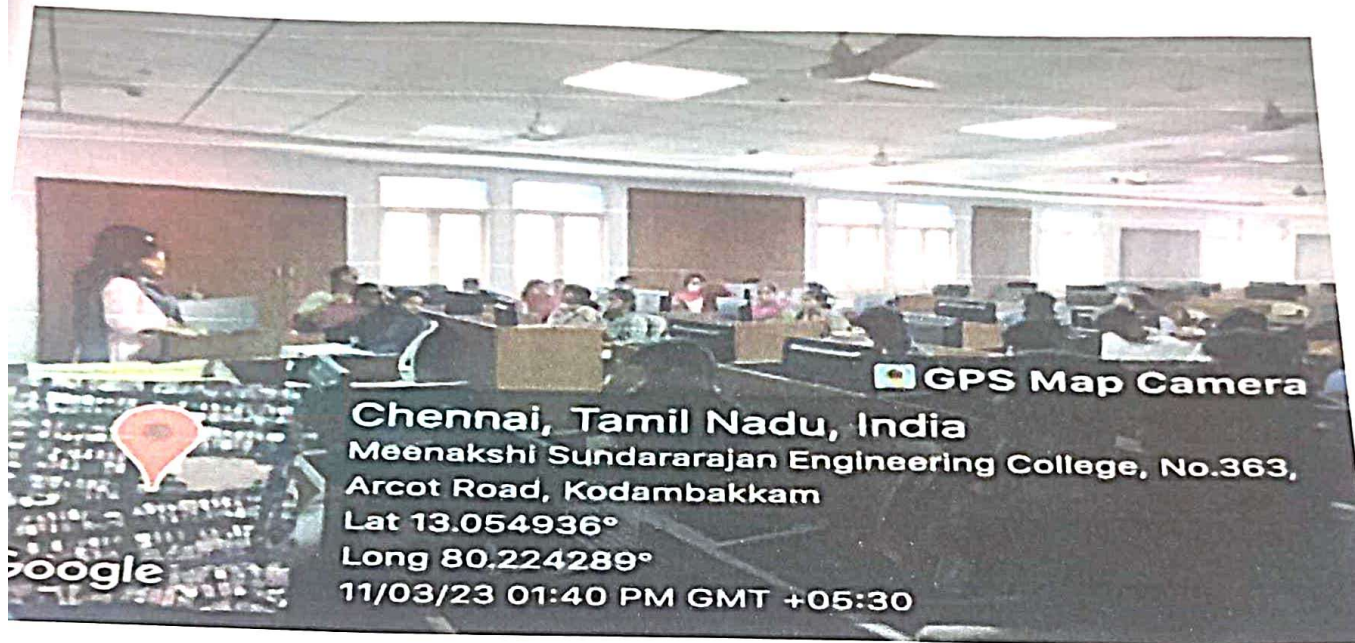 GPS Map Camera
Chennai, Tamil Nadu, India
Meenakshi Sundararajan Engineering College, No.363,
Arcot Road, Kodambakkam
Lat 13.054936°
Long 80.224289°
11/03/23 01:40 PM GMT +05:30
Google